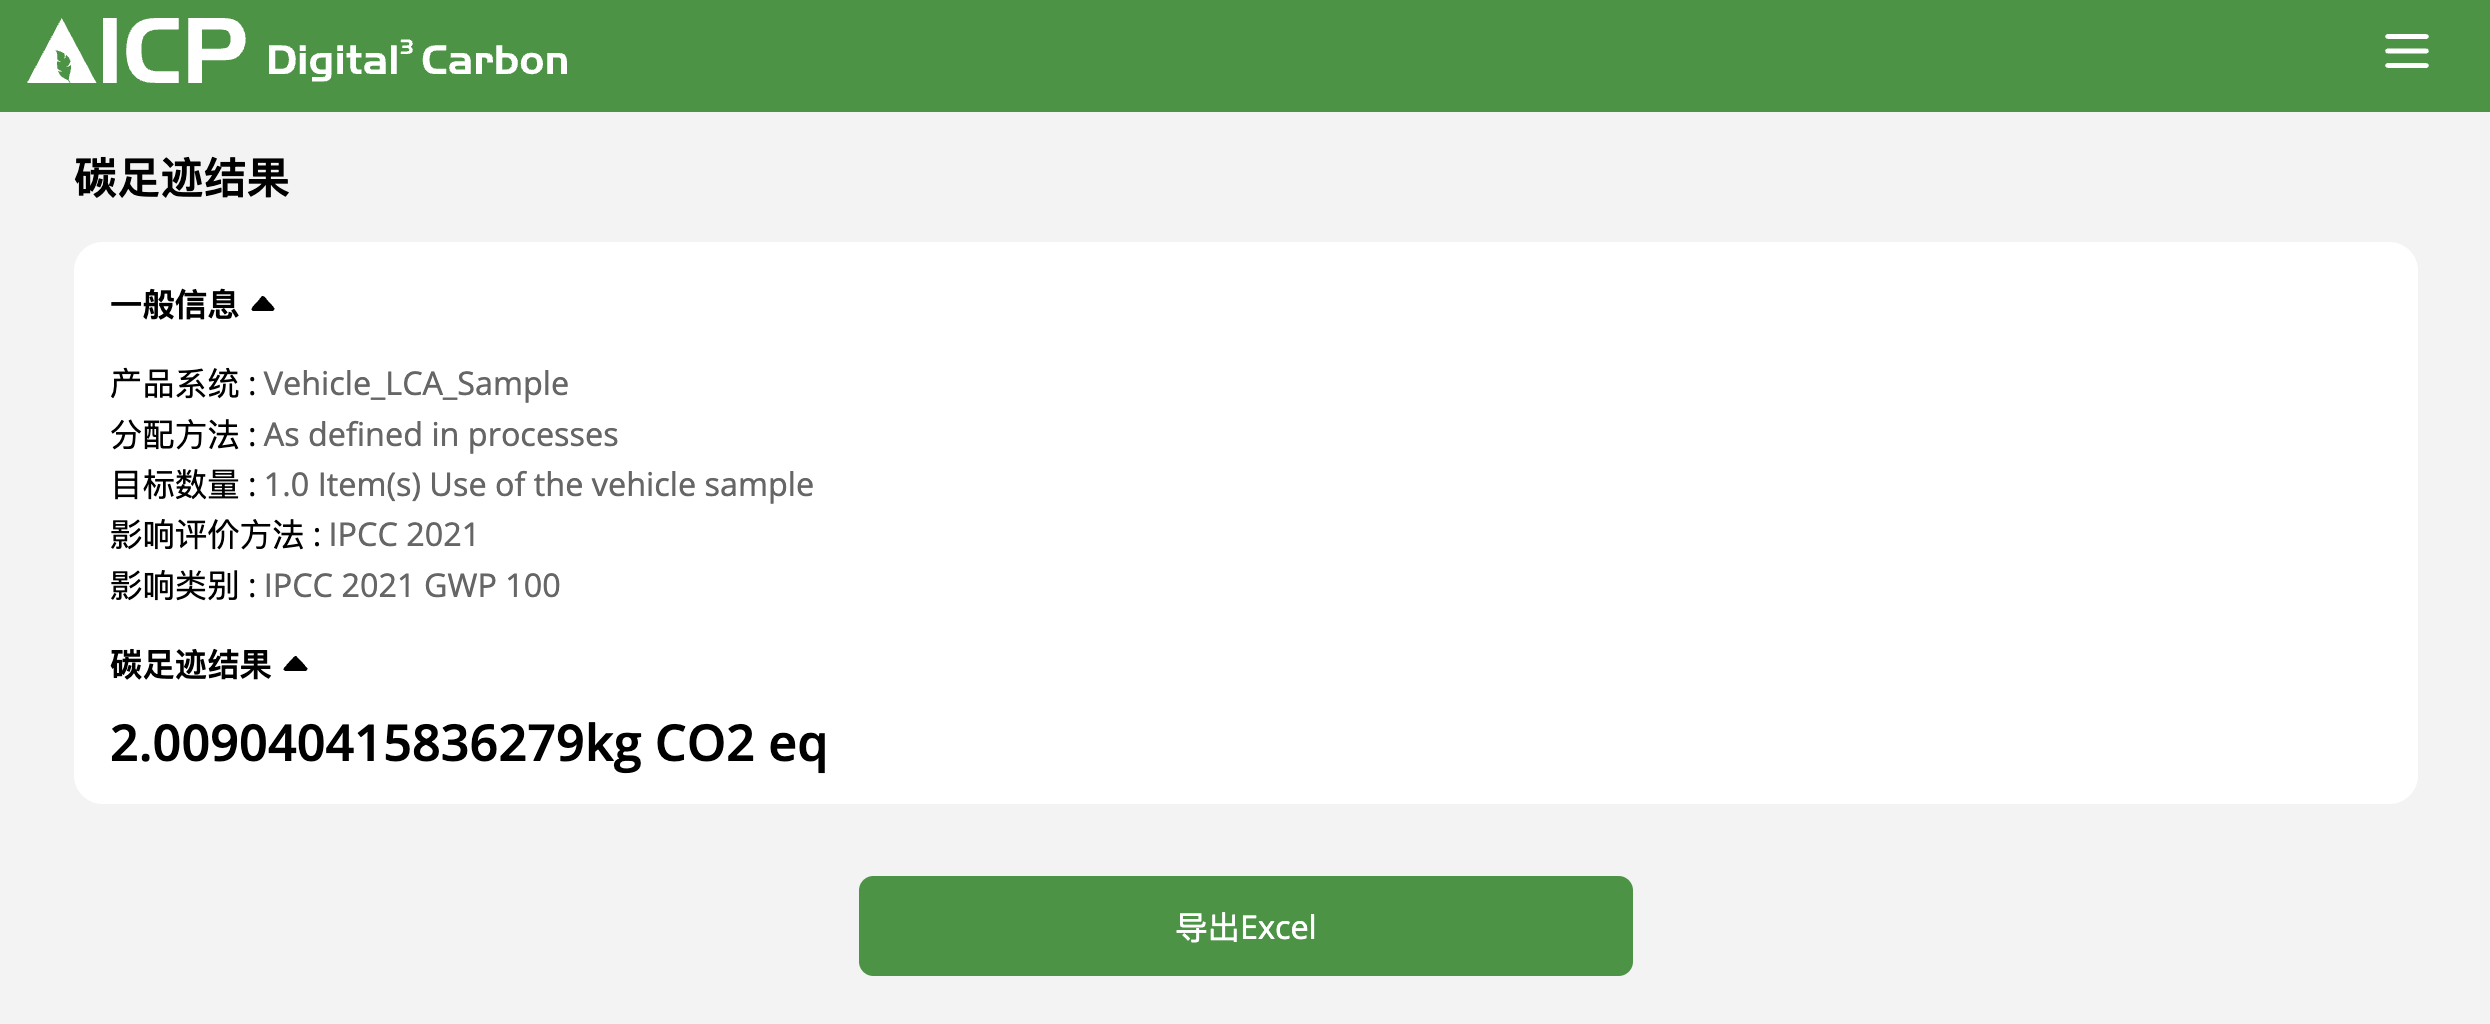 AICP Digital³ Carbon
碳足迹结果
一般信息
产品系统 : Vehicle_LCA_Sample
分配方法 : As defined in processes
目标数量 : 1.0 Item(s) Use of the vehicle sample
影响评价方法 : IPCC 2021
影响类别 : IPCC 2021 GWP 100
碳足迹结果
2.009040415836279kg CO2 eq
导出Excel